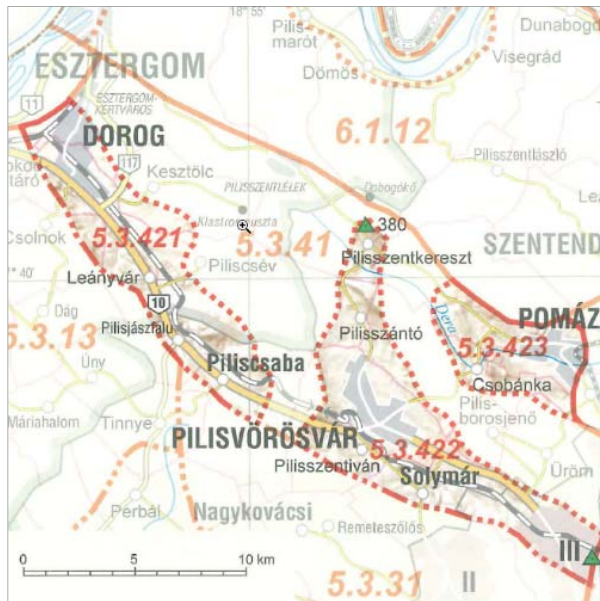 18° 55'
Pilis-
marót
Dunabogd
Dömös
Visegrád
ESZTERGOM
11
ESZTERGOM-
KERTVÁROS
DOROG
6.1.12
117
Kesztölc
Pilisszentlászló
PILISSZENTLÉLEK
Dobogókő
táró
Klastrompuszta
380
Csolnok
5.3.421
5.3.41
SZENTEND
Pilisszentkereszt
Piliscsév
40'
Leányvár
10
Dág
Pilisszántó
Dera
POMÁZ
5.3.13
Pilisjászfalu
5.3.423
Úny
Piliscsaba
Csobánka
Máriahalom
Tinnye
Pilis-
borosjenő
PILISVÖRÖSVÁR
5.3.422
Pilisszentiván
Solymár
Üröm
Perbál
Nagykovácsi
Remeteszőlős
III
0 5 10 km
5.3.31
II